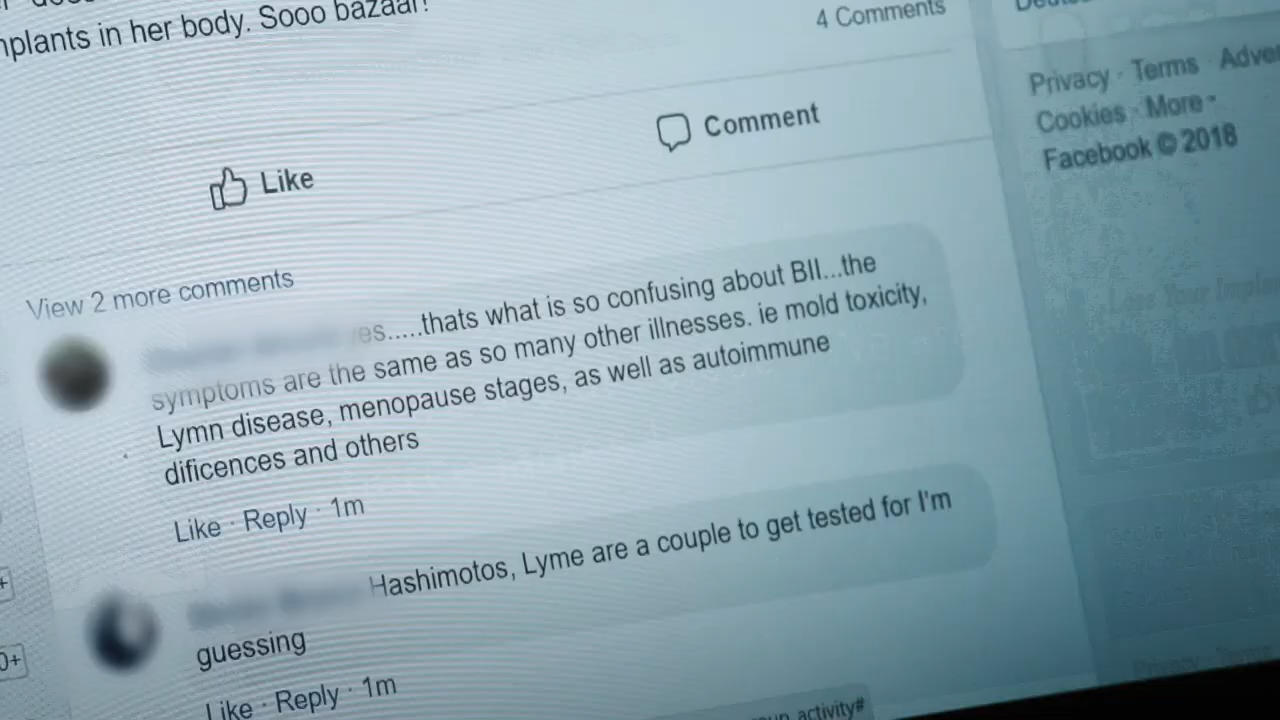 implants in her body. Sooo bazaar!
4 Comments
Like
Comment
View 2 more comments
es.....thats what is so confusing about BII...the
symptoms are the same as so many other illnesses. ie mold toxicity,
Lymn disease, menopause stages, as well as autoimmune
dificences and others
Like · Reply · 1m
Hashimotos, Lyme are a couple to get tested for I'm
guessing
Like · Reply · 1m
Privacy · Terms
Cookies · More
Facebook © 2018
activity#